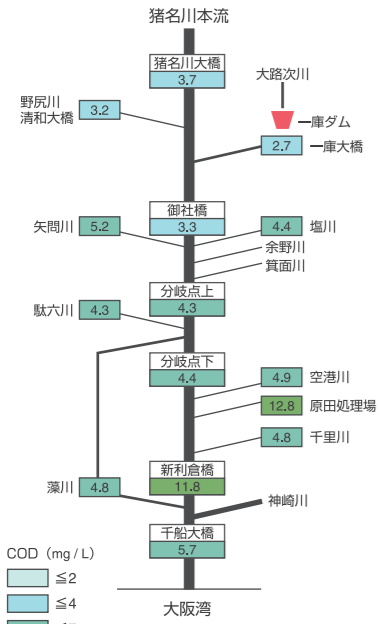 猪名川本流
猪名川大橋
3.7
大路次川
野尻川
清和大橋
3.2
一庫ダム
2.7
一庫大橋
御社橋
3.3
矢問川
5.2
4.4
塩川
余野川
箕面川
分岐点上
4.3
駄六川
4.3
分岐点下
4.4
4.9
空港川
12.8
原田処理場
4.8
千里川
新利倉橋
11.8
藻川
4.8
神崎川
千船大橋
5.7
COD (mg / L)
≦2
≦4
大阪湾